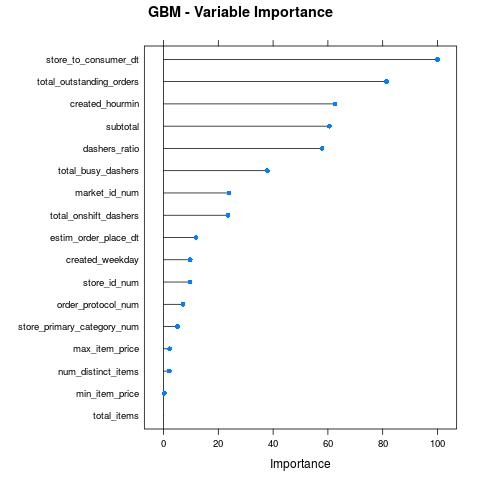 GBM - Variable Importance
store_to_consumer_dt
total_outstanding_orders
created_hourmin
subtotal
dashers_ratio
total_busy_dashers
market_id_num
total_onshift_dashers
estim_order_place_dt
created_weekday
store_id_num
order_protocol_num
store_primary_category_num
max_item_price
num_distinct_items
min_item_price
total_items
0 20 40 60 80 100
Importance